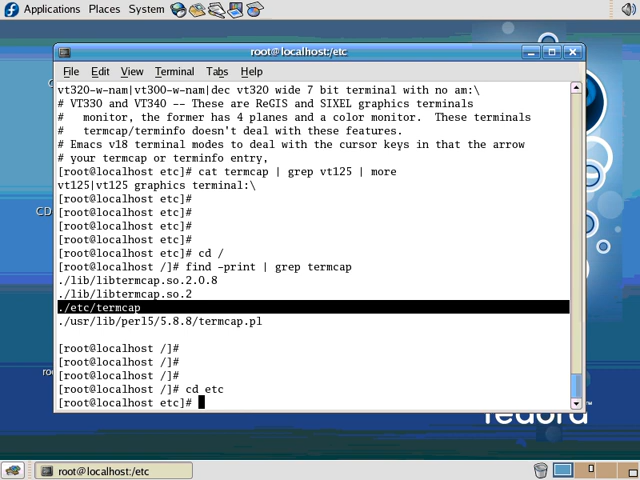 Applications Places System
root@localhost:/etc
File Edit View Terminal Tabs Help
vt320-w-nam|vt300-w-nam|dec vt320 wide 7 bit terminal with no am:\
# VT330 and VT340 -- These are ReGIS and SIXEL graphics terminals
#   monitor, the former has 4 planes and a color monitor.  These terminals
#   termcap/terminfo doesn't deal with these features.
# Emacs v18 terminal modes to deal with the cursor keys in that the arrow
# your termcap or terminfo entry,
[root@localhost etc]# cat termcap | grep vt125 | more
vt125|vt125 graphics terminal:\
[root@localhost etc]#
[root@localhost etc]#
[root@localhost etc]#
[root@localhost etc]#
[root@localhost etc]# cd /
[root@localhost /]# find -print | grep termcap
./lib/libtermcap.so.2.0.8
./lib/libtermcap.so.2
./etc/termcap
./usr/lib/perl5/5.8.8/termcap.pl
[root@localhost /]#
[root@localhost /]#
[root@localhost /]#
[root@localhost /]# cd etc
[root@localhost etc]#
CD
roo
fedora™
root@localhost:/etc